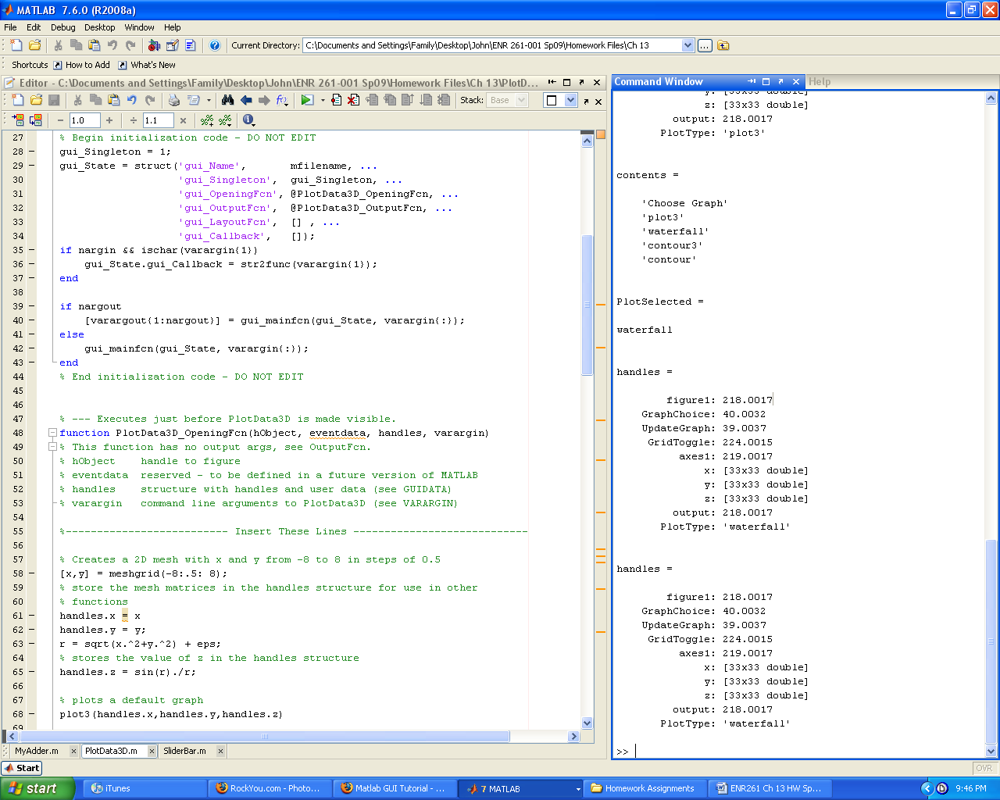 MATLAB 7.6.0 (R2008a)
File Edit Debug Desktop Window Help
Current Directory: C:\Documents and Settings\Family\Desktop\John\ENR 261-001 Sp09\Homework Files\Ch 13
Shortcuts How to Add What's New
Editor - C:\Documents and Settings\Family\Desktop\John\ENR 261-001 Sp09\Homework Files\Ch 13\PlotD...
Stack: Base
1.0 1.1
27 % Begin initialization code - DO NOT EDIT
28 gui_Singleton = 1;
29 gui_State = struct('gui_Name', mfilename, ...
30 'gui_Singleton', gui_Singleton, ...
31 'gui_OpeningFcn', @PlotData3D_OpeningFcn, ...
32 'gui_OutputFcn', @PlotData3D_OutputFcn, ...
33 'gui_LayoutFcn', [] , ...
34 'gui_Callback', []);
35 if nargin && ischar(varargin{1})
36 gui_State.gui_Callback = str2func(varargin{1});
37 end
38
39 if nargout
40 [varargout{1:nargout}] = gui_mainfcn(gui_State, varargin{:});
41 else
42 gui_mainfcn(gui_State, varargin{:});
43 end
44 % End initialization code - DO NOT EDIT
45
46
47 % --- Executes just before PlotData3D is made visible.
48 function PlotData3D_OpeningFcn(hObject, eventdata, handles, varargin)
49 % This function has no output args, see OutputFcn.
50 % hObject handle to figure
51 % eventdata reserved - to be defined in a future version of MATLAB
52 % handles structure with handles and user data (see GUIDATA)
53 % varargin command line arguments to PlotData3D (see VARARGIN)
54
55 %-------------------------- Insert These Lines ----------------------------
56
57 % Creates a 2D mesh with x and y from -8 to 8 in steps of 0.5
58 [x,y] = meshgrid(-8:.5: 8);
59 % store the mesh matrices in the handles structure for use in other
60 % functions
61 handles.x = x
62 handles.y = y;
63 r = sqrt(x.^2+y.^2) + eps;
64 % stores the value of z in the handles structure
65 handles.z = sin(r)./r;
66
67 % plots a default graph
68 plot3(handles.x,handles.y,handles.z)
69
MyAdder.m PlotData3D.m SliderBar.m
Command Window Help
y: [33x33 double]
z: [33x33 double]
output: 218.0017
PlotType: 'plot3'
contents =
'Choose Graph'
'plot3'
'waterfall'
'contour3'
'contour'
PlotSelected =
waterfall
handles =
figure1: 218.0017
GraphChoice: 40.0032
UpdateGraph: 39.0037
GridToggle: 224.0015
axes1: 219.0017
x: [33x33 double]
y: [33x33 double]
z: [33x33 double]
output: 218.0017
PlotType: 'waterfall'
handles =
figure1: 218.0017
GraphChoice: 40.0032
UpdateGraph: 39.0037
GridToggle: 224.0015
axes1: 219.0017
x: [33x33 double]
y: [33x33 double]
z: [33x33 double]
output: 218.0017
PlotType: 'waterfall'
>>
Start OVR
start iTunes RockYou.com - Photo... Matlab GUI Tutorial - ... 7 MATLAB Homework Assignments ENR261 Ch 13 HW Sp... 9:46 PM